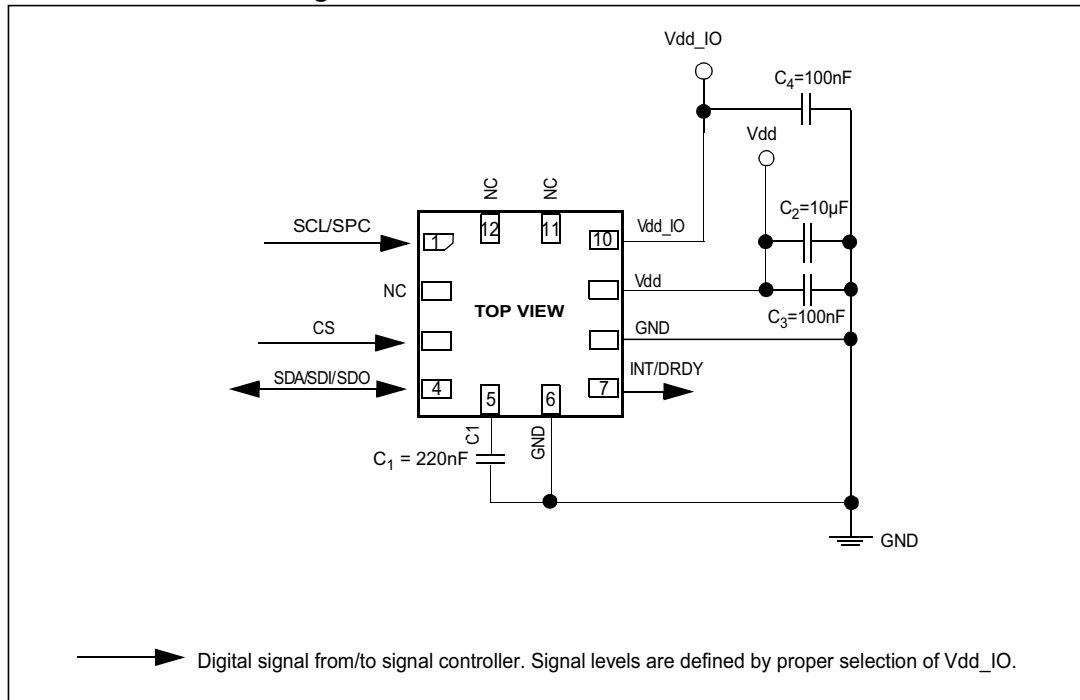 Vdd_IO
C4=100nF
Vdd
NC
NC
C2=10µF
SCL/SPC
1
12
11
10
Vdd_IO
NC
Vdd
TOP VIEW
C3=100nF
CS
GND
SDA/SDI/SDO
4
5
6
7
INT/DRDY
C1
GND
C1 = 220nF
GND
Digital signal from/to signal controller. Signal levels are defined by proper selection of Vdd_IO.